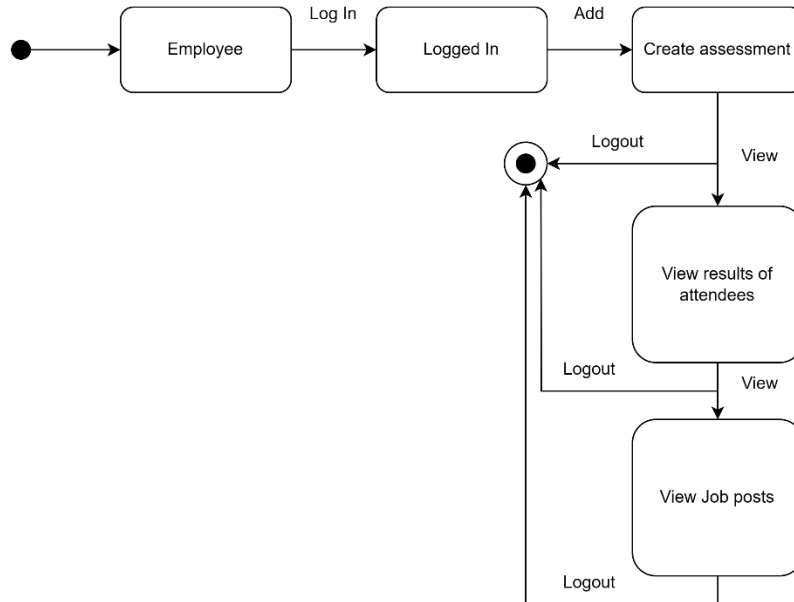 Log In
Add
Employee
Logged In
Create assessment
Logout
View
View results of
attendees
Logout
View
View Job posts
Logout